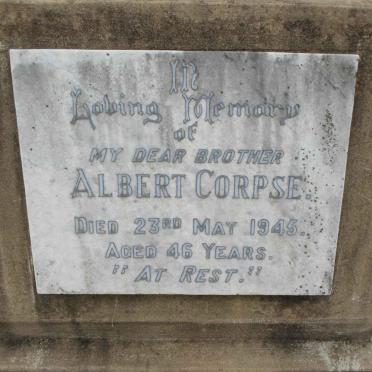 In
Loving Memory
of
MY DEAR BROTHER
ALBERT CORPSE.
DIED 23RD MAY 1945.
AGED 46 YEARS.
"AT REST."